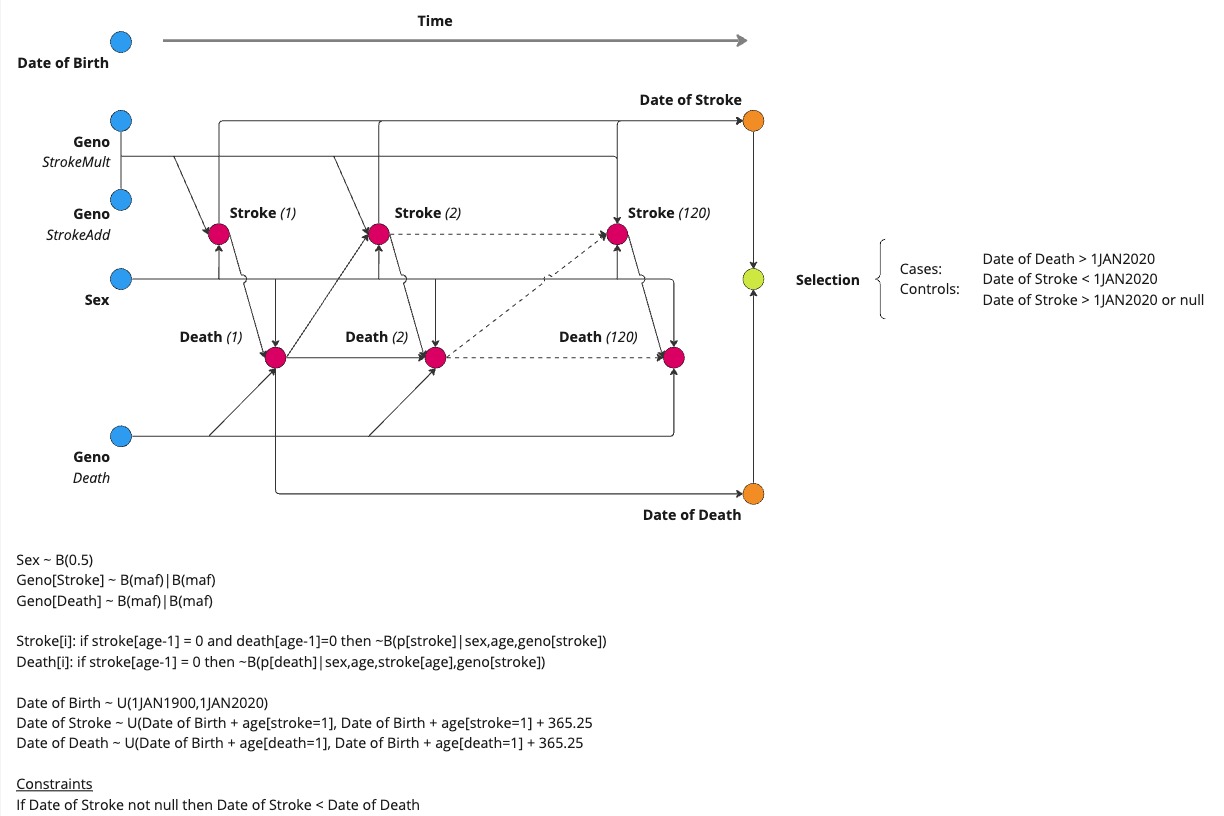 Time
Date of Birth
Date of Stroke
Geno
StrokeMult
Geno
StrokeAdd
Stroke (1)
Stroke (2)
Stroke (120)
Sex
Selection
Cases:
Controls:
Date of Death > 1JAN2020
Date of Stroke < 1JAN2020
Date of Stroke > 1JAN2020 or null
Death (1)
Death (2)
Death (120)
Geno
Death
Date of Death
Sex ~ B(0.5)
Geno[Stroke] ~ B(maf)|B(maf)
Geno[Death] ~ B(maf)|B(maf)
Stroke[i]: if stroke[age-1] = 0 and death[age-1]=0 then ~B(p[stroke]|sex,age,geno[stroke])
Death[i]: if stroke[age-1] = 0 then ~B(p[death]|sex,age,stroke[age],geno[stroke])
Date of Birth ~ U(1JAN1900,1JAN2020)
Date of Stroke ~ U(Date of Birth + age[stroke=1], Date of Birth + age[stroke=1] + 365.25
Date of Death ~ U(Date of Birth + age[death=1], Date of Birth + age[death=1] + 365.25
Constraints
If Date of Stroke not null then Date of Stroke < Date of Death